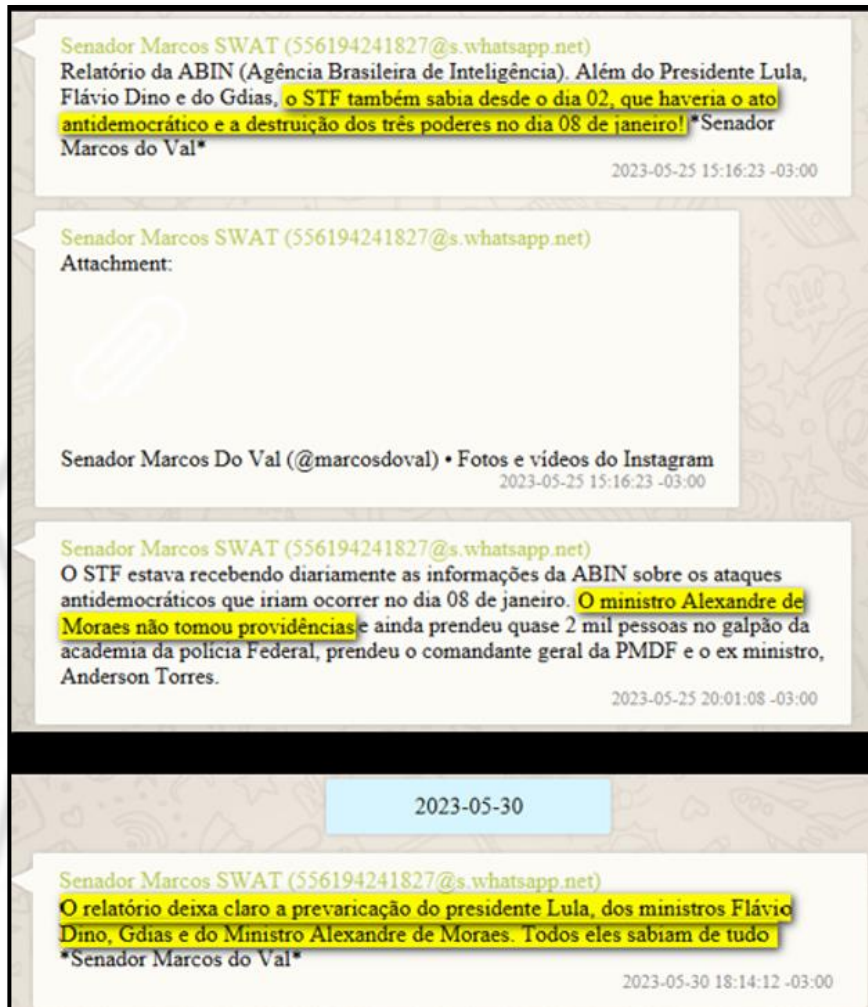 Senador Marcos SWAT (556194241827@s.whatsapp.net)
Relatório da ABIN (Agência Brasileira de Inteligência). Além do Presidente Lula,
Flávio Dino e do Gdias, o STF também sabia desde o dia 02, que haveria o ato
antidemocrático e a destruição dos três poderes no dia 08 de janeiro! *Senador
Marcos do Val*
2023-05-25 15:16:23 -03:00
Senador Marcos SWAT (556194241827@s.whatsapp.net)
Attachment:
Senador Marcos Do Val (@marcosdoval) • Fotos e vídeos do Instagram
2023-05-25 15:16:23 -03:00
Senador Marcos SWAT (556194241827@s.whatsapp.net)
O STF estava recebendo diariamente as informações da ABIN sobre os ataques
antidemocráticos que iriam ocorrer no dia 08 de janeiro. O ministro Alexandre de
Moraes não tomou providências e ainda prendeu quase 2 mil pessoas no galpão da
academia da polícia Federal, prendeu o comandante geral da PMDF e o ex ministro,
Anderson Torres.
2023-05-25 20:01:08 -03:00
2023-05-30
Senador Marcos SWAT (556194241827@s.whatsapp.net)
O relatório deixa claro a prevaricação do presidente Lula, dos ministros Flávio
Dino, Gdias e do Ministro Alexandre de Moraes. Todos eles sabiam de tudo
*Senador Marcos do Val*
2023-05-30 18:14:12 -03:00